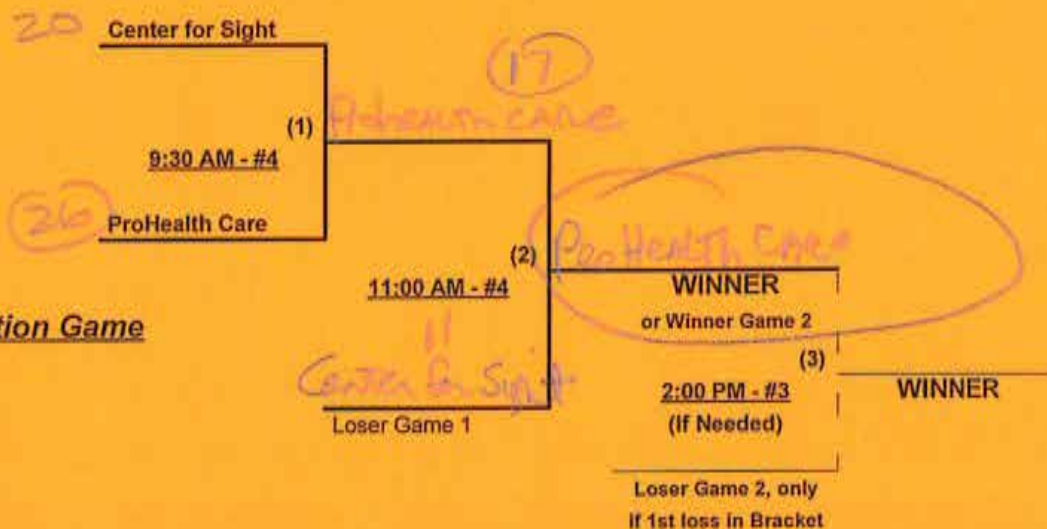 20 Center for Sight
17
(1) ProHealth Care
9:30 AM - #4
26 ProHealth Care
(2) ProHealth Care
11:00 AM - #4
WINNER
or Winner Game 2
tion Game
11
(3)
Center for Sight
2:00 PM - #3
WINNER
Loser Game 1
(If Needed)
Loser Game 2, only
if 1st loss in Bracket